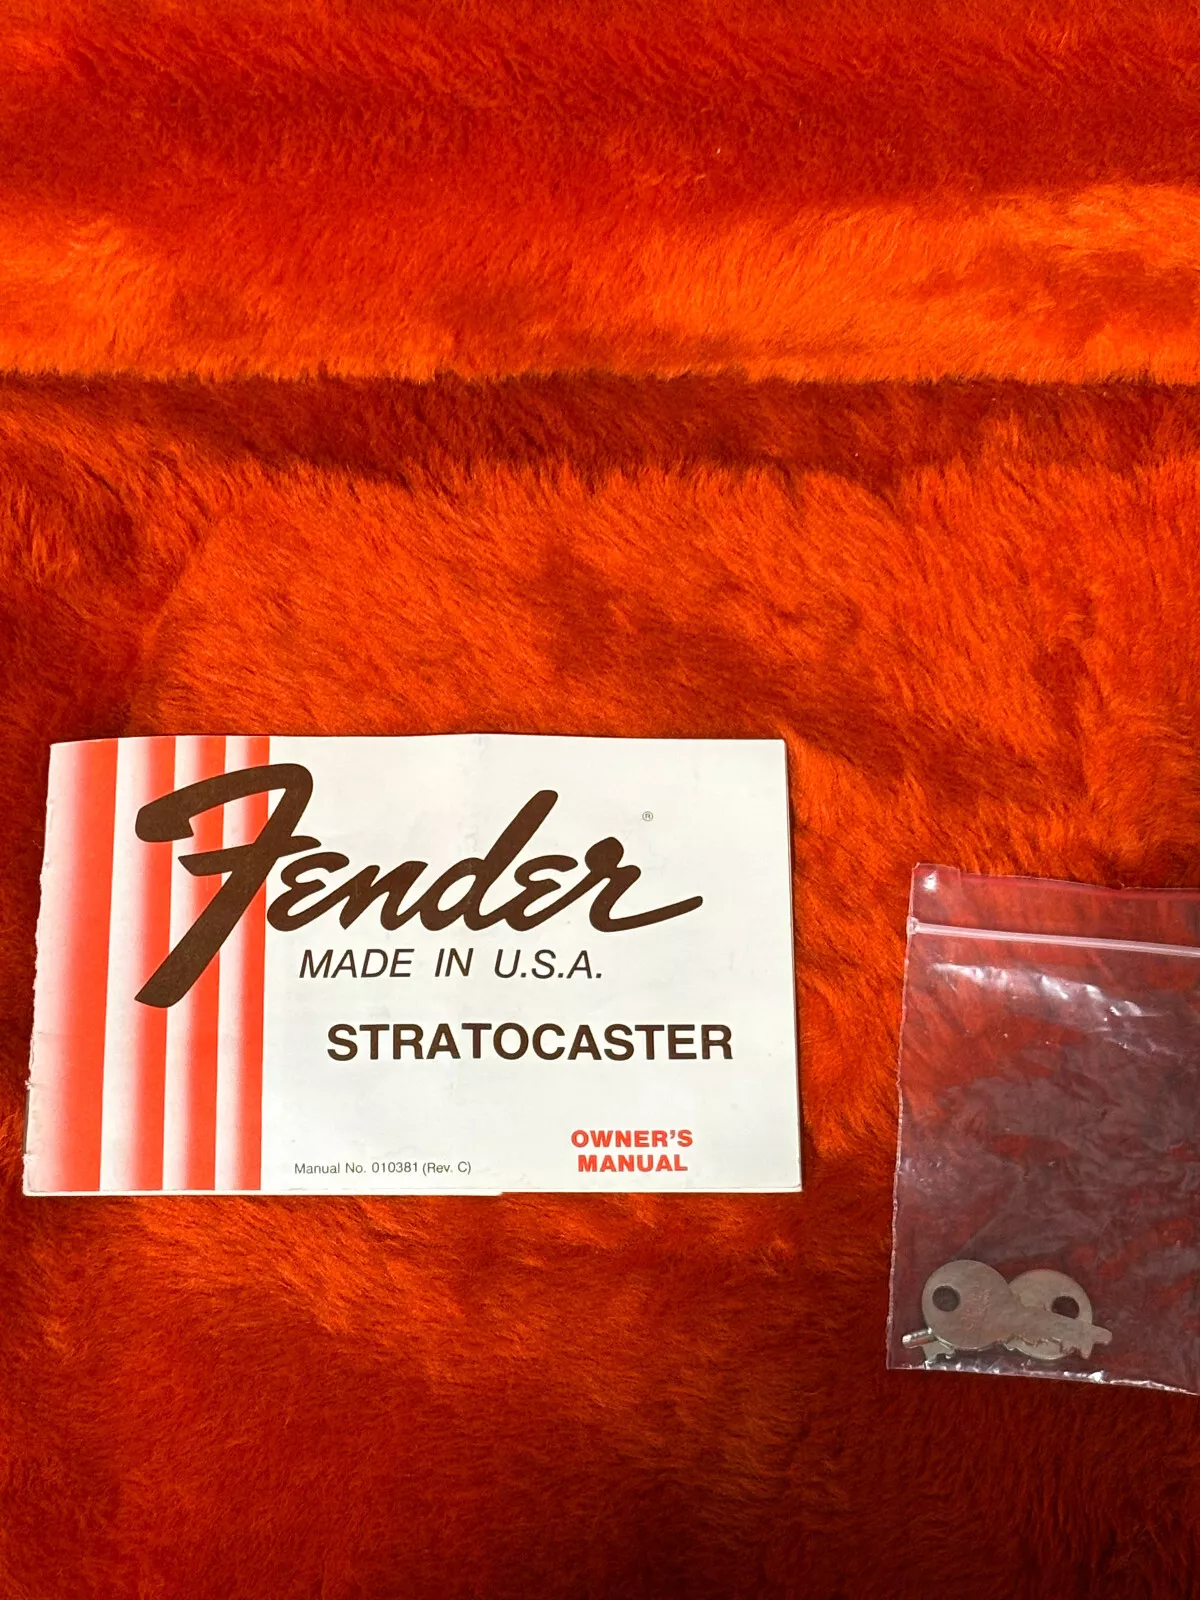 Fender®
MADE IN U.S.A.
STRATOCASTER
OWNER'S
MANUAL
Manual No. 010381 (Rev. C)